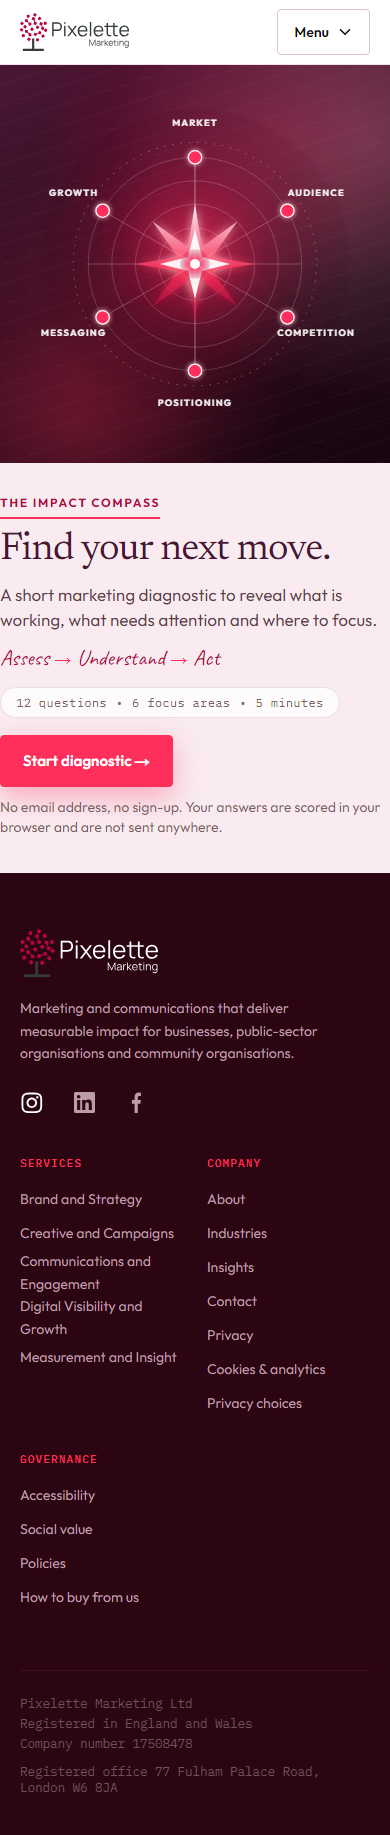 Pixelette
Marketing
Menu
MARKET
GROWTH
AUDIENCE
MESSAGING
COMPETITION
POSITIONING
THE IMPACT COMPASS
Find your next move.
A short marketing diagnostic to reveal what is
working, what needs attention and where to focus.
Assess → Understand → Act
12 questions • 6 focus areas • 5 minutes
Start diagnostic →
No email address, no sign-up. Your answers are scored in your
browser and are not sent anywhere.
Pixelette
Marketing
Marketing and communications that deliver
measurable impact for businesses, public-sector
organisations and community organisations.
SERVICES
Brand and Strategy
Creative and Campaigns
Communications and
Engagement
Digital Visibility and
Growth
Measurement and Insight
COMPANY
About
Industries
Insights
Contact
Privacy
Cookies & analytics
Privacy choices
GOVERNANCE
Accessibility
Social value
Policies
How to buy from us
Pixelette Marketing Ltd
Registered in England and Wales
Company number 17508478
Registered office 77 Fulham Palace Road,
London W6 8JA